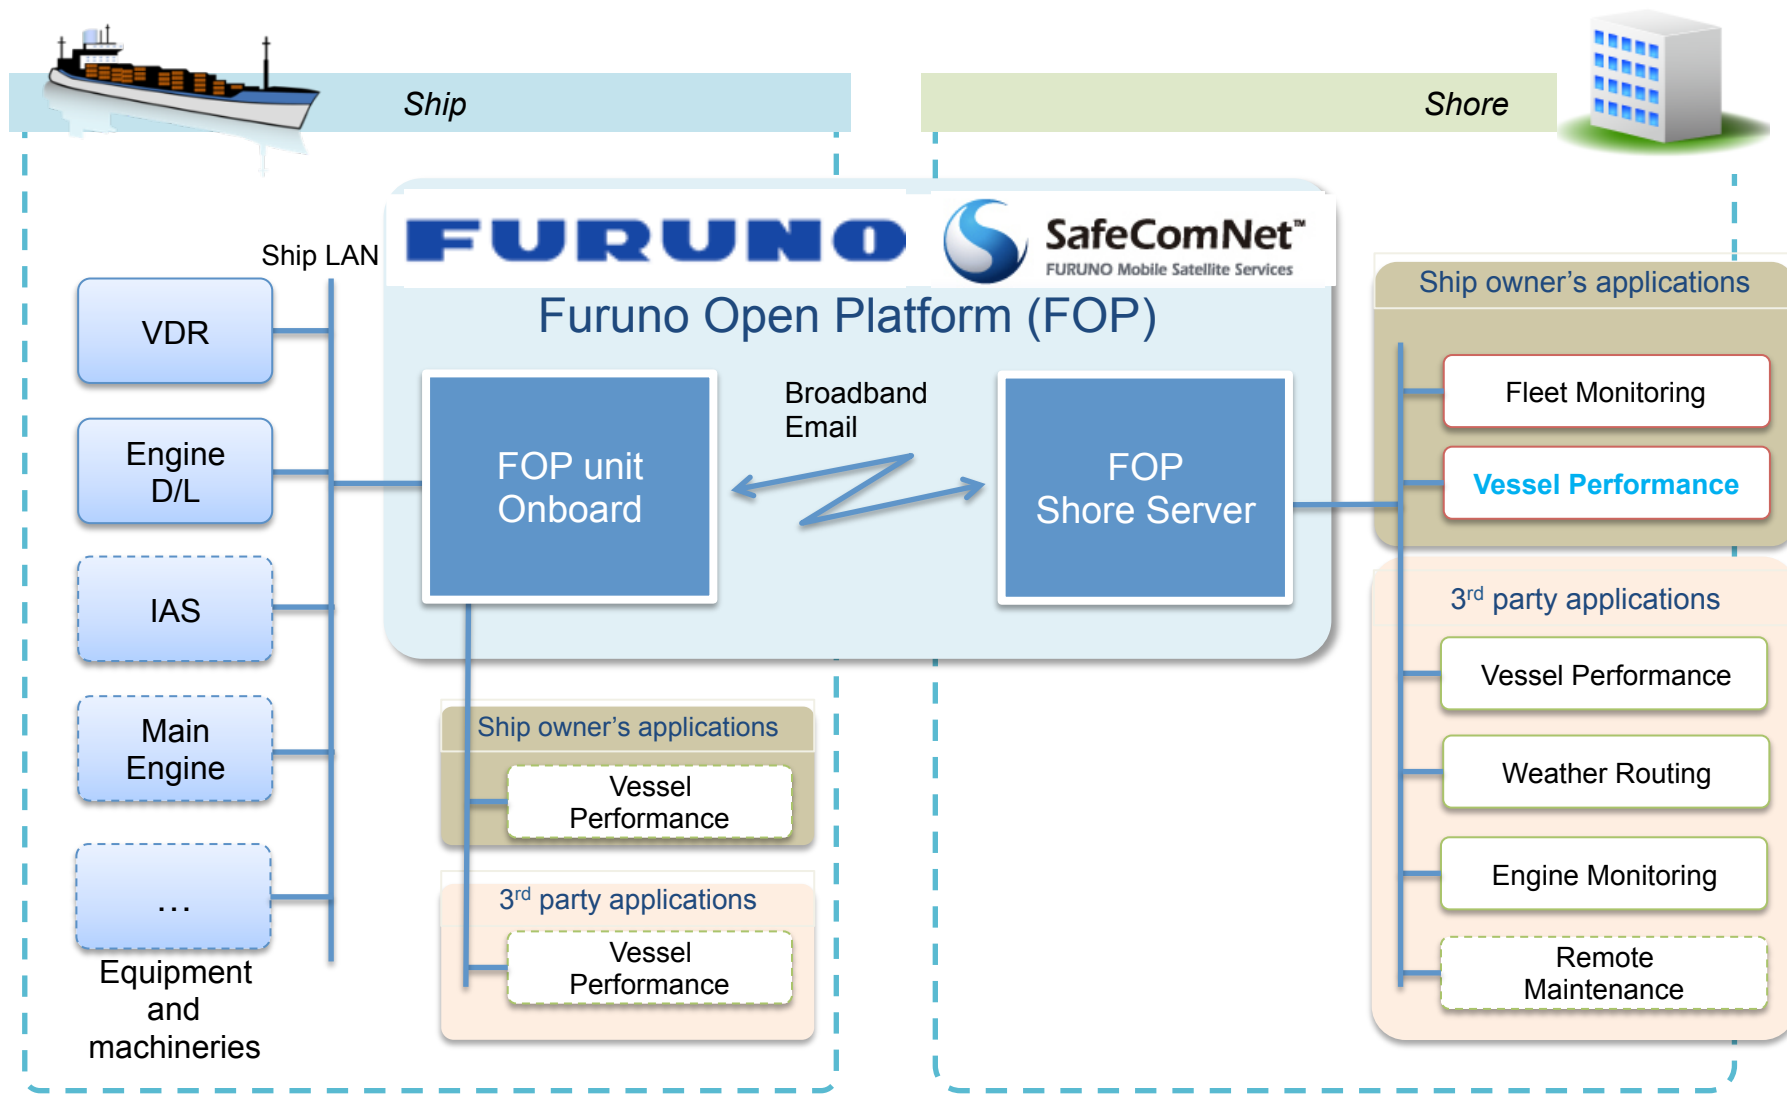 Ship
Shore
FURUNO
SafeComNet™
FURUNO Mobile Satellite Services
Furuno Open Platform (FOP)
Ship LAN
VDR
Engine
D/L
IAS
Main
Engine
…
Equipment
and
machineries
FOP unit
Onboard
Broadband
Email
FOP
Shore Server
Ship owner’s applications
Vessel
Performance
3rd party applications
Vessel
Performance
Ship owner’s applications
Fleet Monitoring
Vessel Performance
3rd party applications
Vessel Performance
Weather Routing
Engine Monitoring
Remote
Maintenance